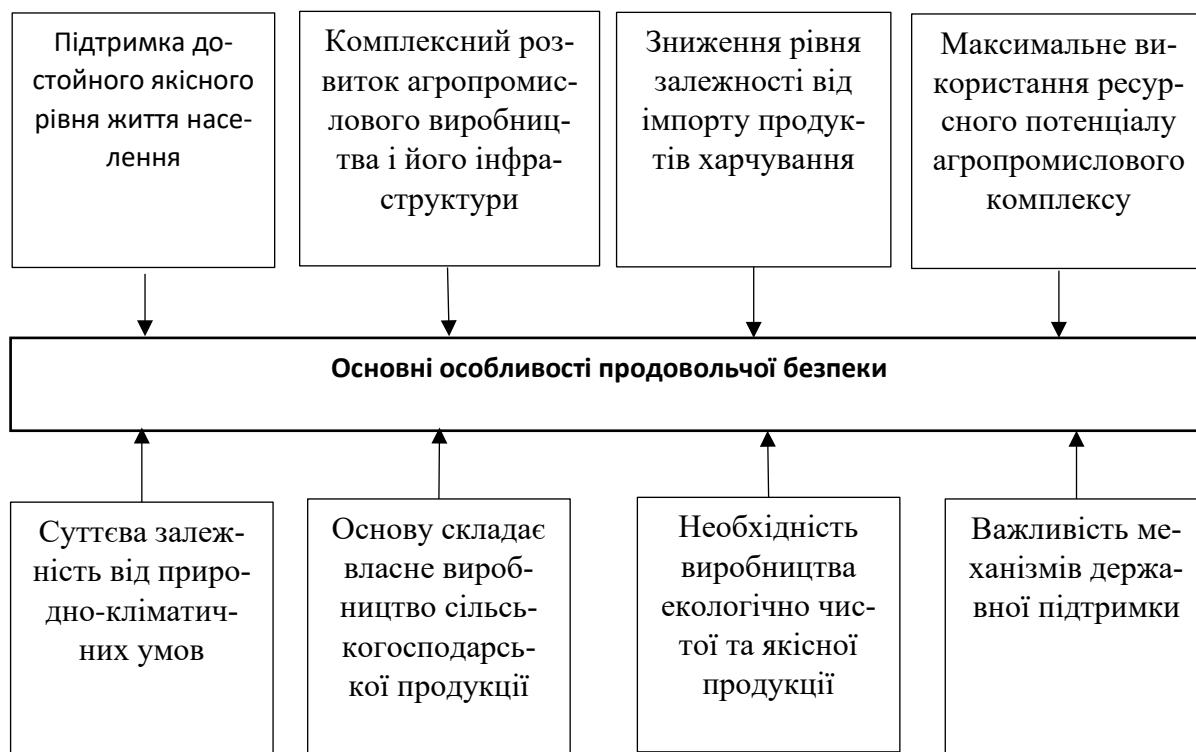 Підтримка до-
стойного якісного
рівня життя насе-
лення
Комплексний роз-
виток агропромис-
лового виробниц-
тва і його інфра-
структури
Зниження рівня
залежності від
імпорту продук-
тів харчування
Максимальне ви-
користання ресур-
сного потенціалу
агропромислового
комплексу
Основні особливості продовольчої безпеки
Суттєва залеж-
ність від приро-
дно-кліматич-
них умов
Основу складає
власне вироб-
ництво сільсь-
когосподарсь-
кої продукції
Необхідність
виробництва
екологічно чис-
тої та якісної
продукції
Важливість ме-
ханізмів держа-
вної підтримки